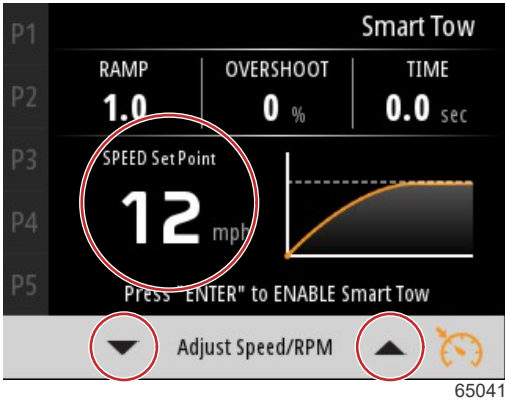 Smart Tow
P1
RAMP OVERSHOOT TIME
P2
1.0 0 % 0.0 sec
P3
SPEED Set Point
12 mph
P4
P5
Press "ENTER" to ENABLE Smart Tow
Adjust Speed/RPM
65041